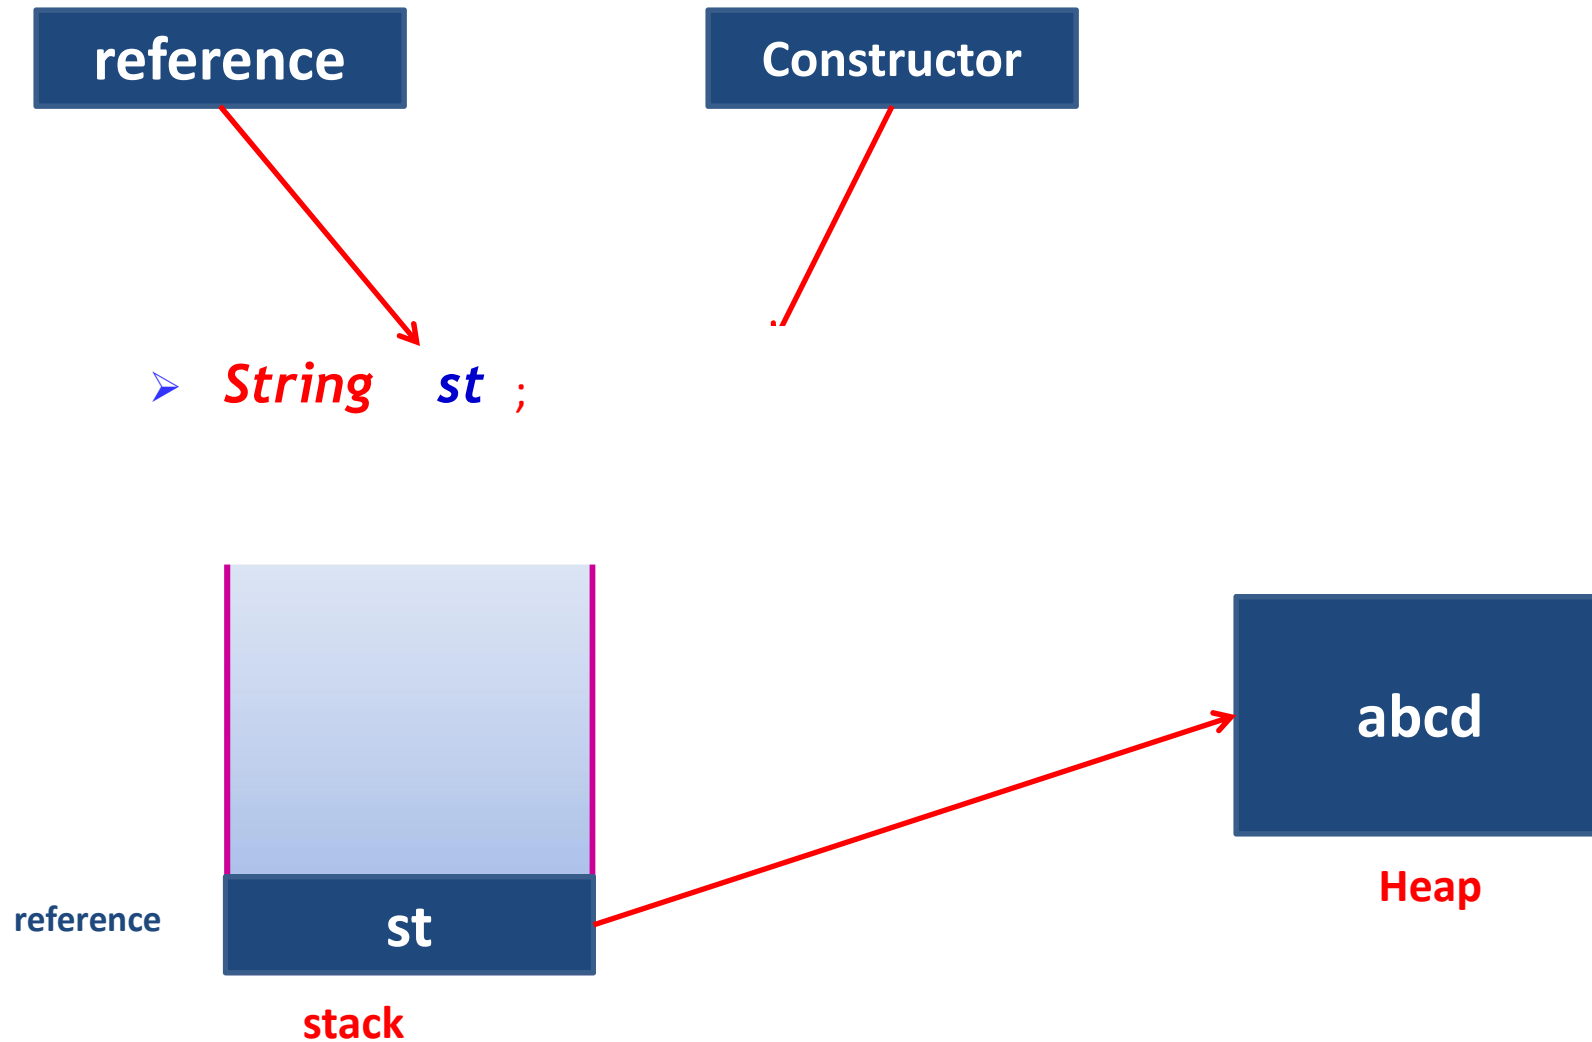 reference
Constructor
String st ;
abcd
Heap
reference
st
stack